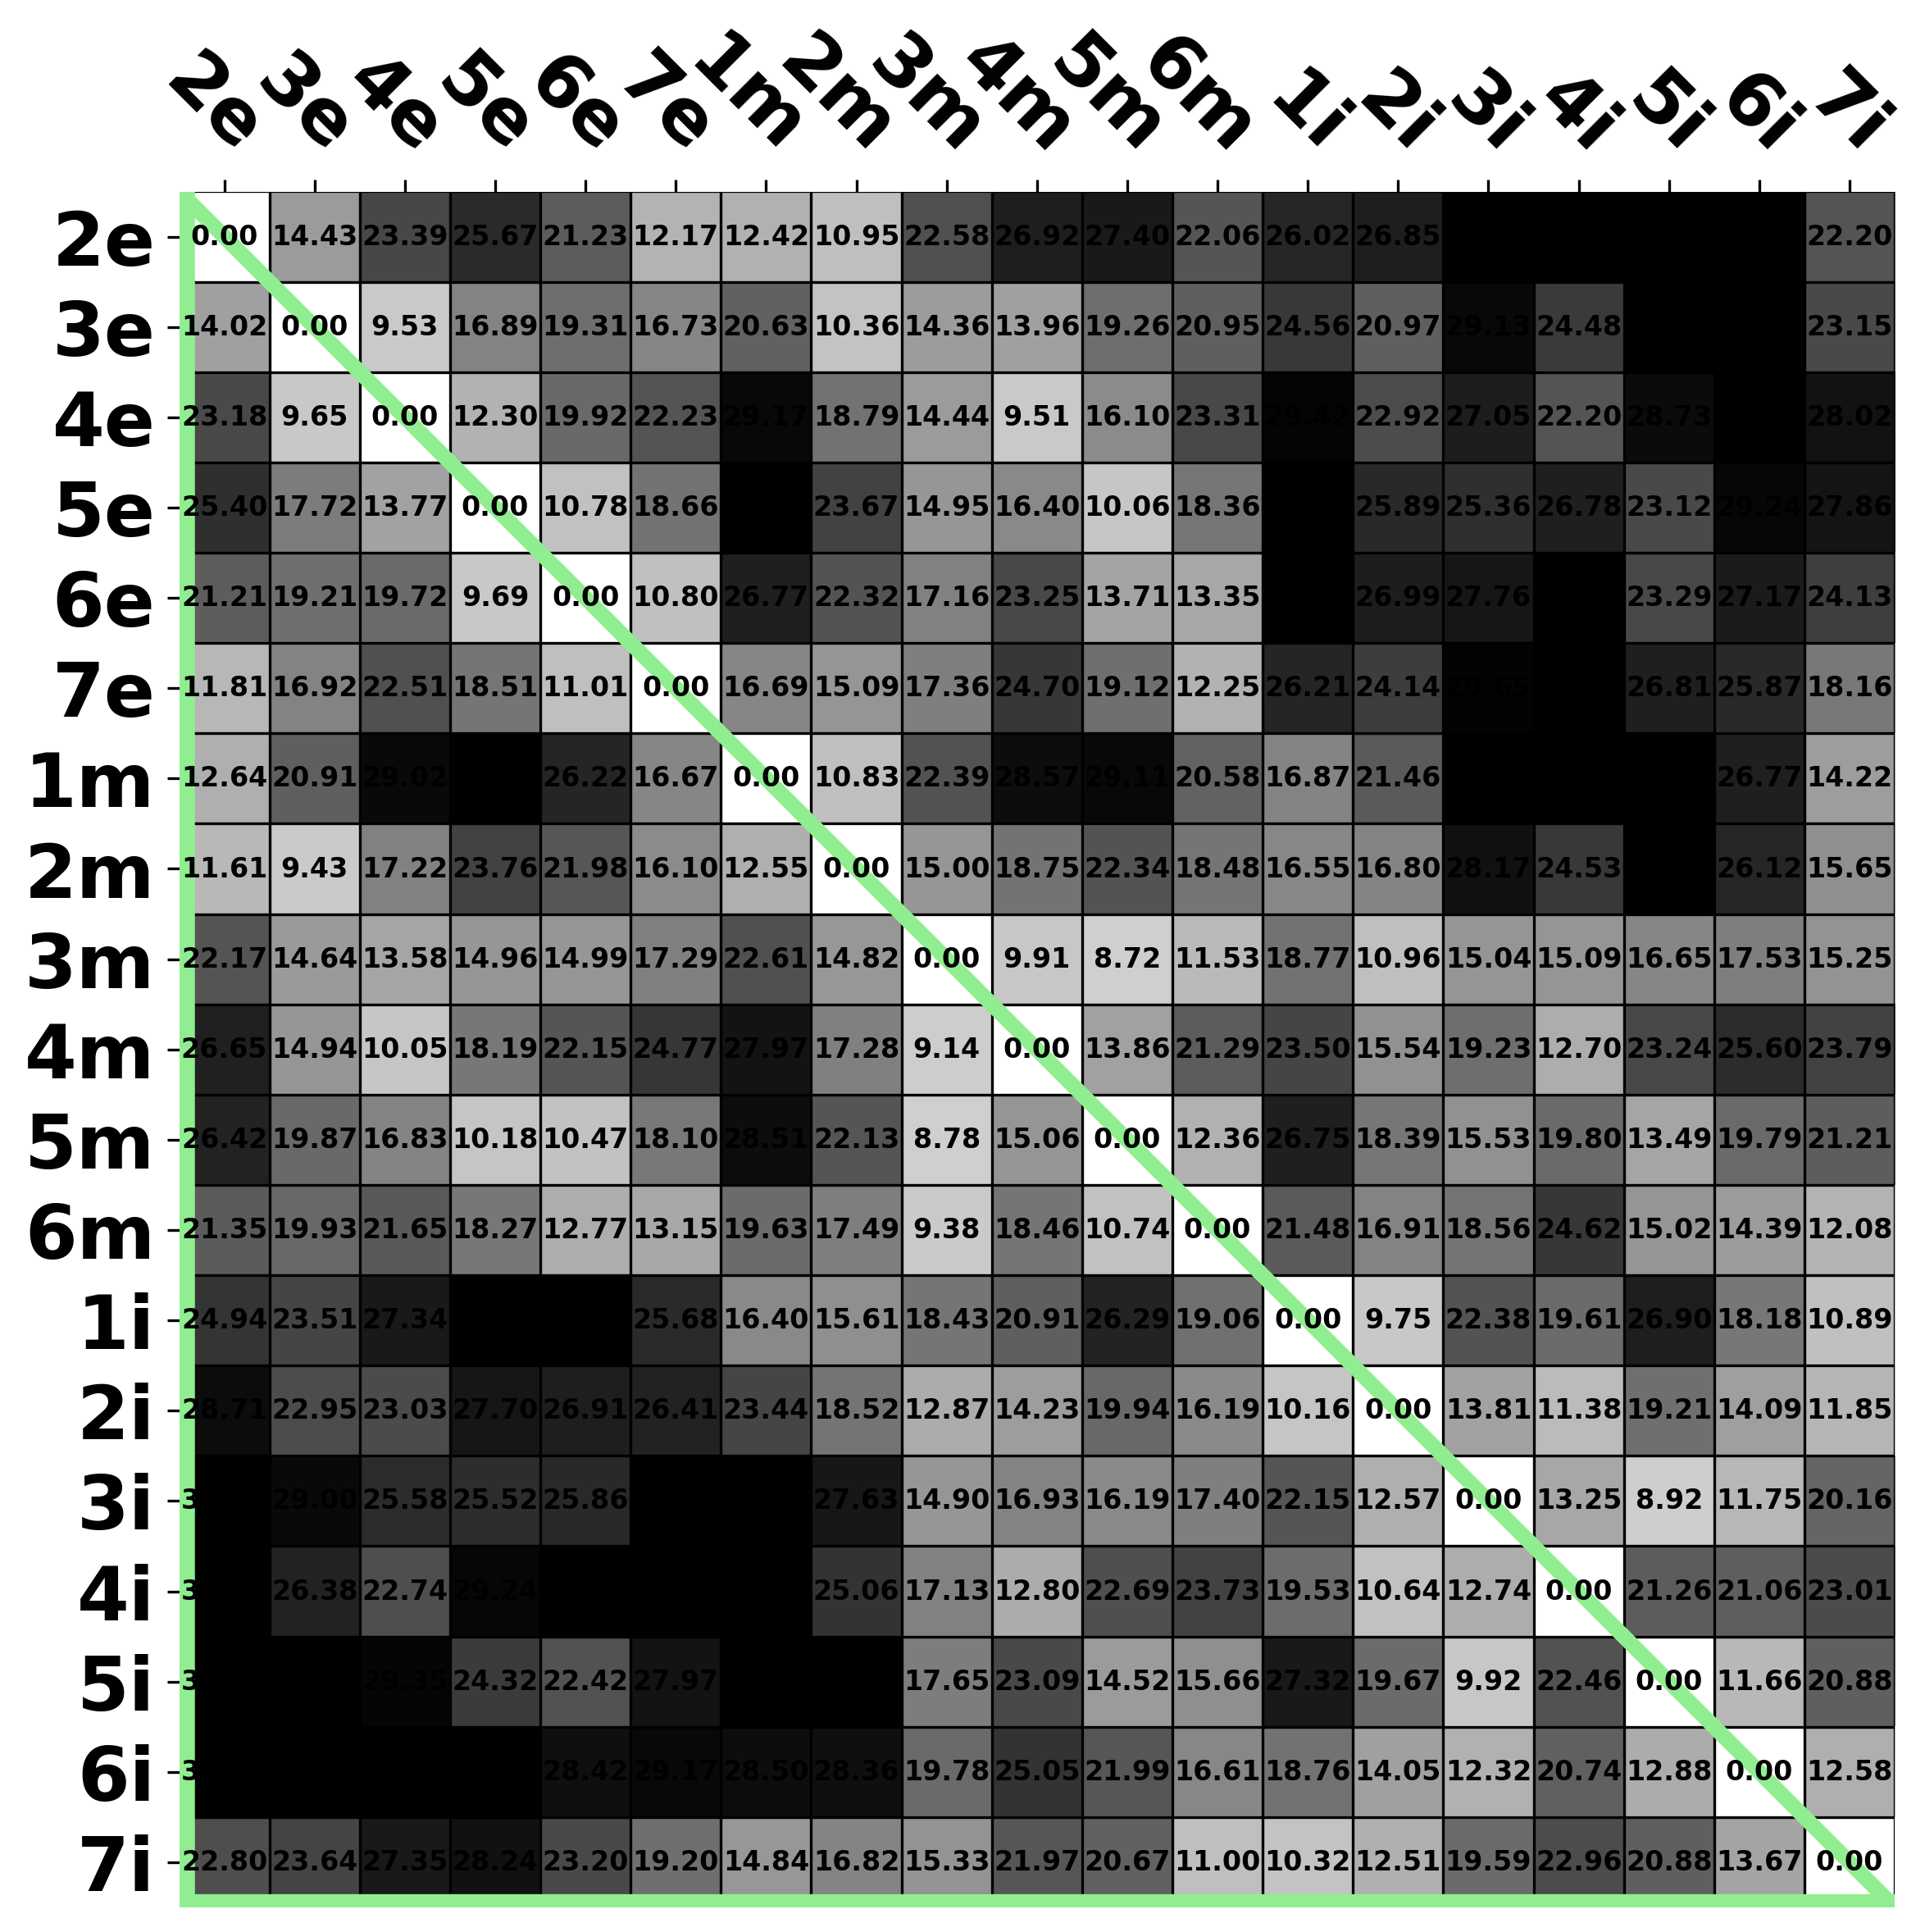 2e 3e 4e 5e 6e 7e 1m 2m 3m 4m 5m 6m 1i 2i 3i 4i 5i 6i 7i
2e 0.00 14.43 23.39 25.67 21.23 12.17 12.42 10.95 22.58 26.92 27.40 22.06 26.02 26.85 22.20
3e 14.02 0.00 9.53 16.89 19.31 16.73 20.63 10.36 14.36 13.96 19.26 20.95 24.56 20.97 29.13 24.48 23.15
4e 23.18 9.65 0.00 12.30 19.92 22.23 29.17 18.79 14.44 9.51 16.10 23.31 29.42 22.92 27.05 22.20 28.73 28.02
5e 25.40 17.72 13.77 0.00 10.78 18.66 23.67 14.95 16.40 10.06 18.36 25.89 25.36 26.78 23.12 29.24 27.86
6e 21.21 19.21 19.72 9.69 0.00 10.80 26.77 22.32 17.16 23.25 13.71 13.35 26.99 27.76 23.29 27.17 24.13
7e 11.81 16.92 22.51 18.51 11.01 0.00 16.69 15.09 17.36 24.70 19.12 12.25 26.21 24.14 29.65 26.81 25.87 18.16
1m 12.64 20.91 29.02 26.22 16.67 0.00 10.83 22.39 28.57 29.11 20.58 16.87 21.46 26.77 14.22
2m 11.61 9.43 17.22 23.76 21.98 16.10 12.55 0.00 15.00 18.75 22.34 18.48 16.55 16.80 28.17 24.53 26.12 15.65
3m 22.17 14.64 13.58 14.96 14.99 17.29 22.61 14.82 0.00 9.91 8.72 11.53 18.77 10.96 15.04 15.09 16.65 17.53 15.25
4m 26.65 14.94 10.05 18.19 22.15 24.77 27.97 17.28 9.14 0.00 13.86 21.29 23.50 15.54 19.23 12.70 23.24 25.60 23.79
5m 26.42 19.87 16.83 10.18 10.47 18.10 28.51 22.13 8.78 15.06 0.00 12.36 26.75 18.39 15.53 19.80 13.49 19.79 21.21
6m 21.35 19.93 21.65 18.27 12.77 13.15 19.63 17.49 9.38 18.46 10.74 0.00 21.48 16.91 18.56 24.62 15.02 14.39 12.08
1i 24.94 23.51 27.34 25.68 16.40 15.61 18.43 20.91 26.29 19.06 0.00 9.75 22.38 19.61 26.90 18.18 10.89
2i 28.71 22.95 23.03 27.70 26.91 26.41 23.44 18.52 12.87 14.23 19.94 16.19 10.16 0.00 13.81 11.38 19.21 14.09 11.85
3i 29.00 25.58 25.52 25.86 27.63 14.90 16.93 16.19 17.40 22.15 12.57 0.00 13.25 8.92 11.75 20.16
4i 26.38 22.74 29.24 25.06 17.13 12.80 22.69 23.73 19.53 10.64 12.74 0.00 21.26 21.06 23.01
5i 29.35 24.32 22.42 27.97 17.65 23.09 14.52 15.66 27.32 19.67 9.92 22.46 0.00 11.66 20.88
6i 28.42 29.17 28.50 28.36 19.78 25.05 21.99 16.61 18.76 14.05 12.32 20.74 12.88 0.00 12.58
7i 22.80 23.64 27.35 28.24 23.20 19.20 14.84 16.82 15.33 21.97 20.67 11.00 10.32 12.51 19.59 22.96 20.88 13.67 0.00